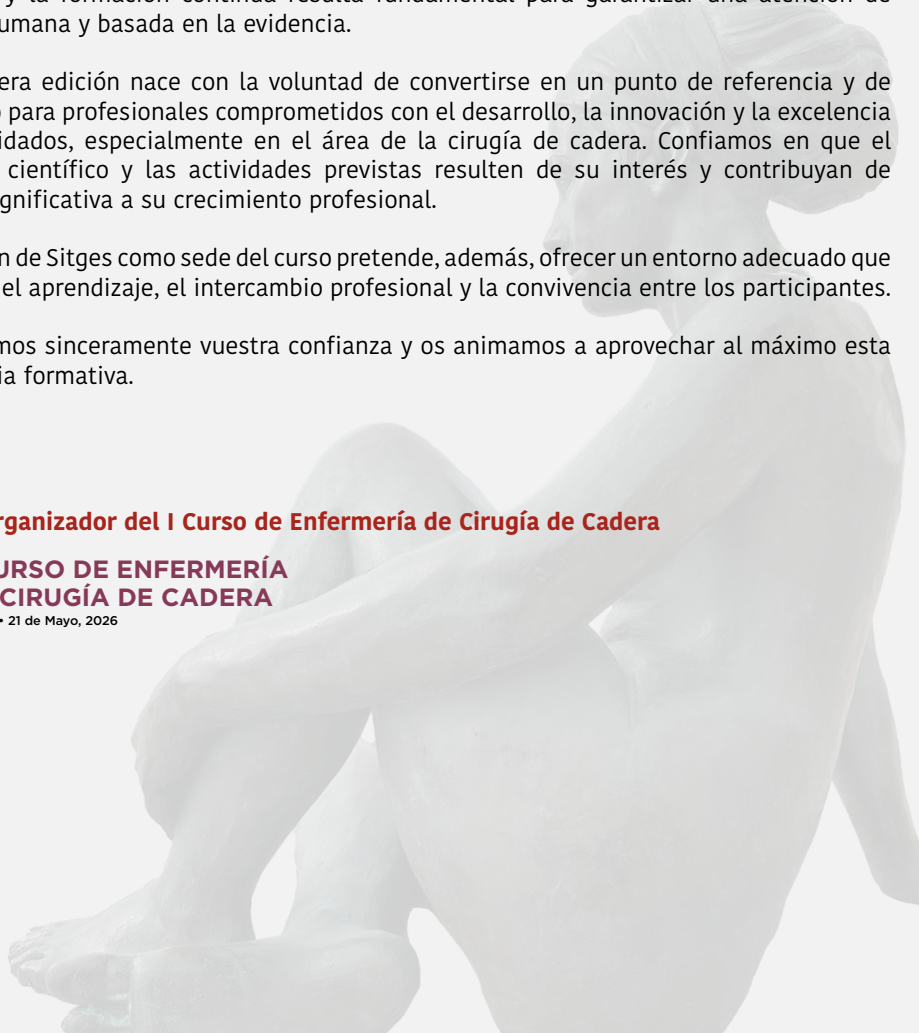 y la formación continua resulta fundamental para garantizar una atención de
umana y basada en la evidencia.
era edición nace con la voluntad de convertirse en un punto de referencia y de
para profesionales comprometidos con el desarrollo, la innovación y la excelencia
idados, especialmente en el área de la cirugía de cadera. Confiamos en que el
científico y las actividades previstas resulten de su interés y contribuyan de
gnificativa a su crecimiento profesional.
n de Sitges como sede del curso pretende, además, ofrecer un entorno adecuado que
el aprendizaje, el intercambio profesional y la convivencia entre los participantes.
mos sinceramente vuestra confianza y os animamos a aprovechar al máximo esta
ia formativa.
rganizador del I Curso de Enfermería de Cirugía de Cadera
URSO DE ENFERMERÍA
CIRUGÍA DE CADERA
• 21 de Mayo, 2026